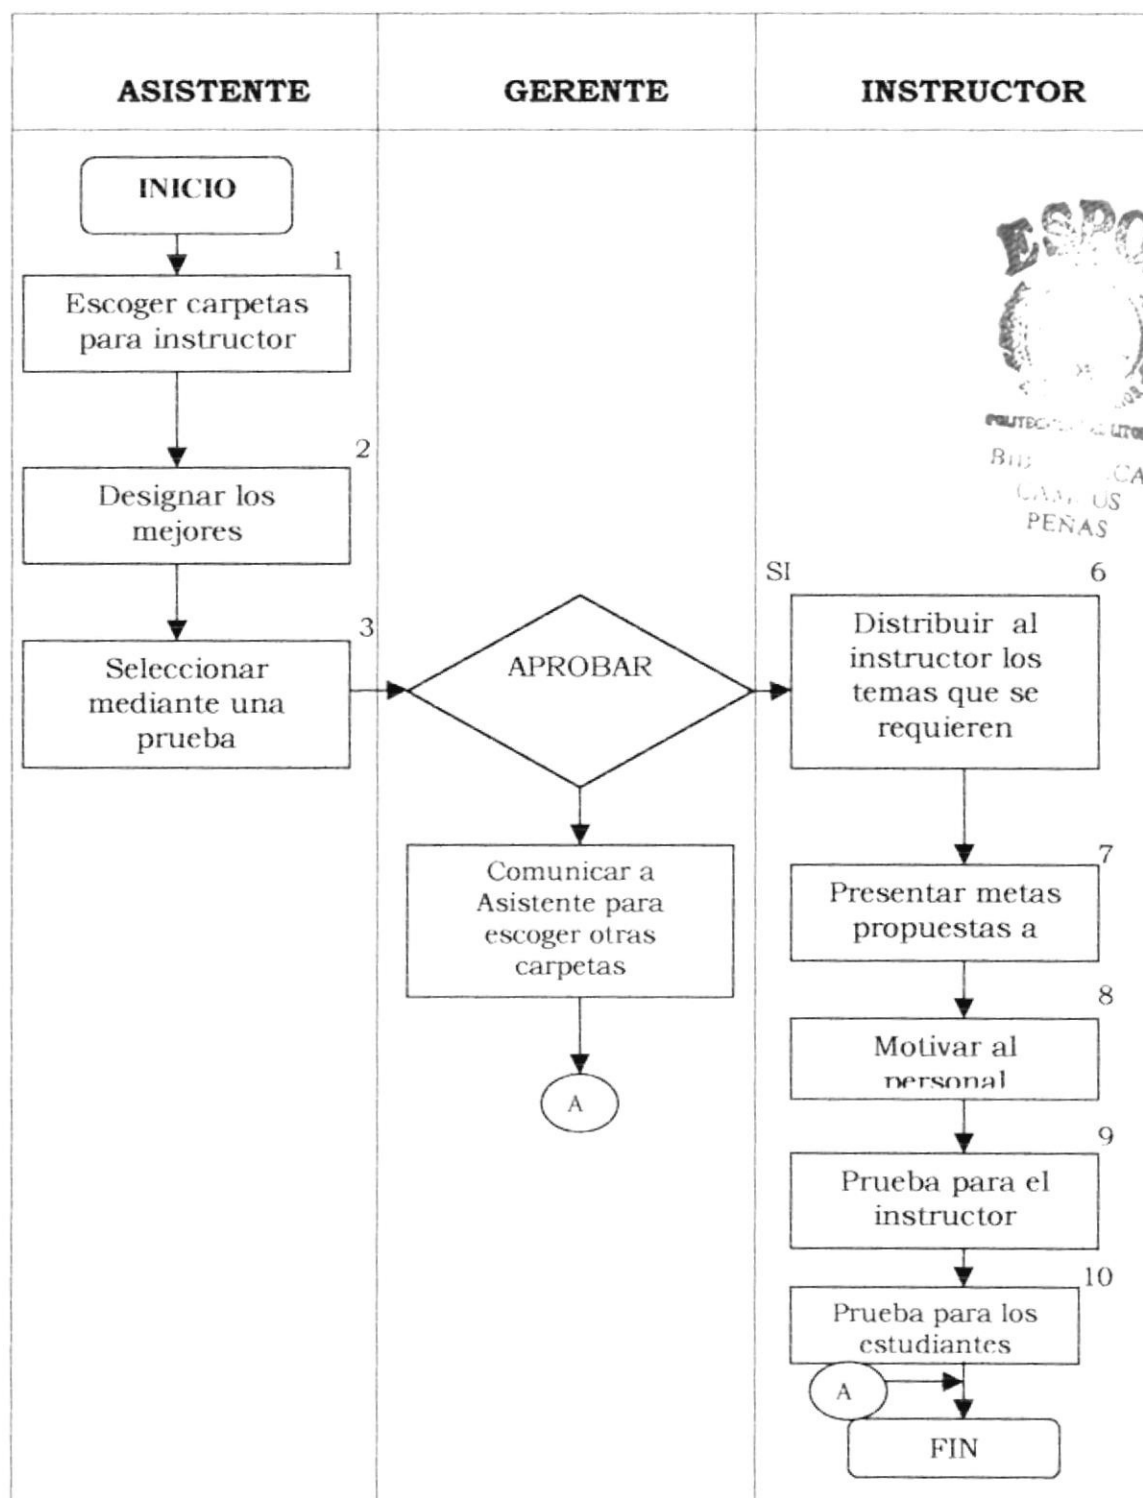 ASISTENTE
GERENTE
INSTRUCTOR
INICIO
1
Escoger carpetas
para instructor
2
Designar los
mejores
3
Seleccionar
mediante una
prueba
APROBAR
Comunicar a
Asistente para
escoger otras
carpetas
A
SI
6
Distribuir al
instructor los
temas que se
requieren
7
Presentar metas
propuestas a
8
Motivar al
personal
9
Prueba para el
instructor
10
Prueba para los
estudiantes
A
FIN
ESPO
PEÑAS